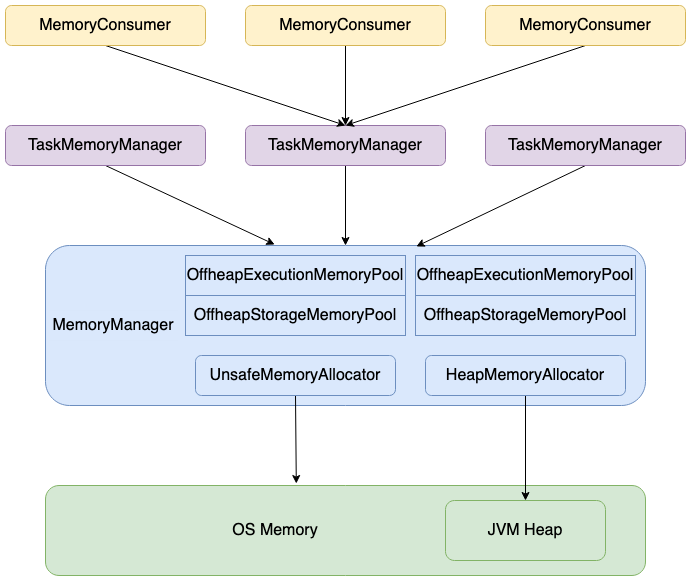 MemoryConsumer
MemoryConsumer
MemoryConsumer
TaskMemoryManager
TaskMemoryManager
TaskMemoryManager
MemoryManager
OffheapExecutionMemoryPool
OffheapStorageMemoryPool
OffheapExecutionMemoryPool
OffheapStorageMemoryPool
UnsafeMemoryAllocator
HeapMemoryAllocator
OS Memory
JVM Heap